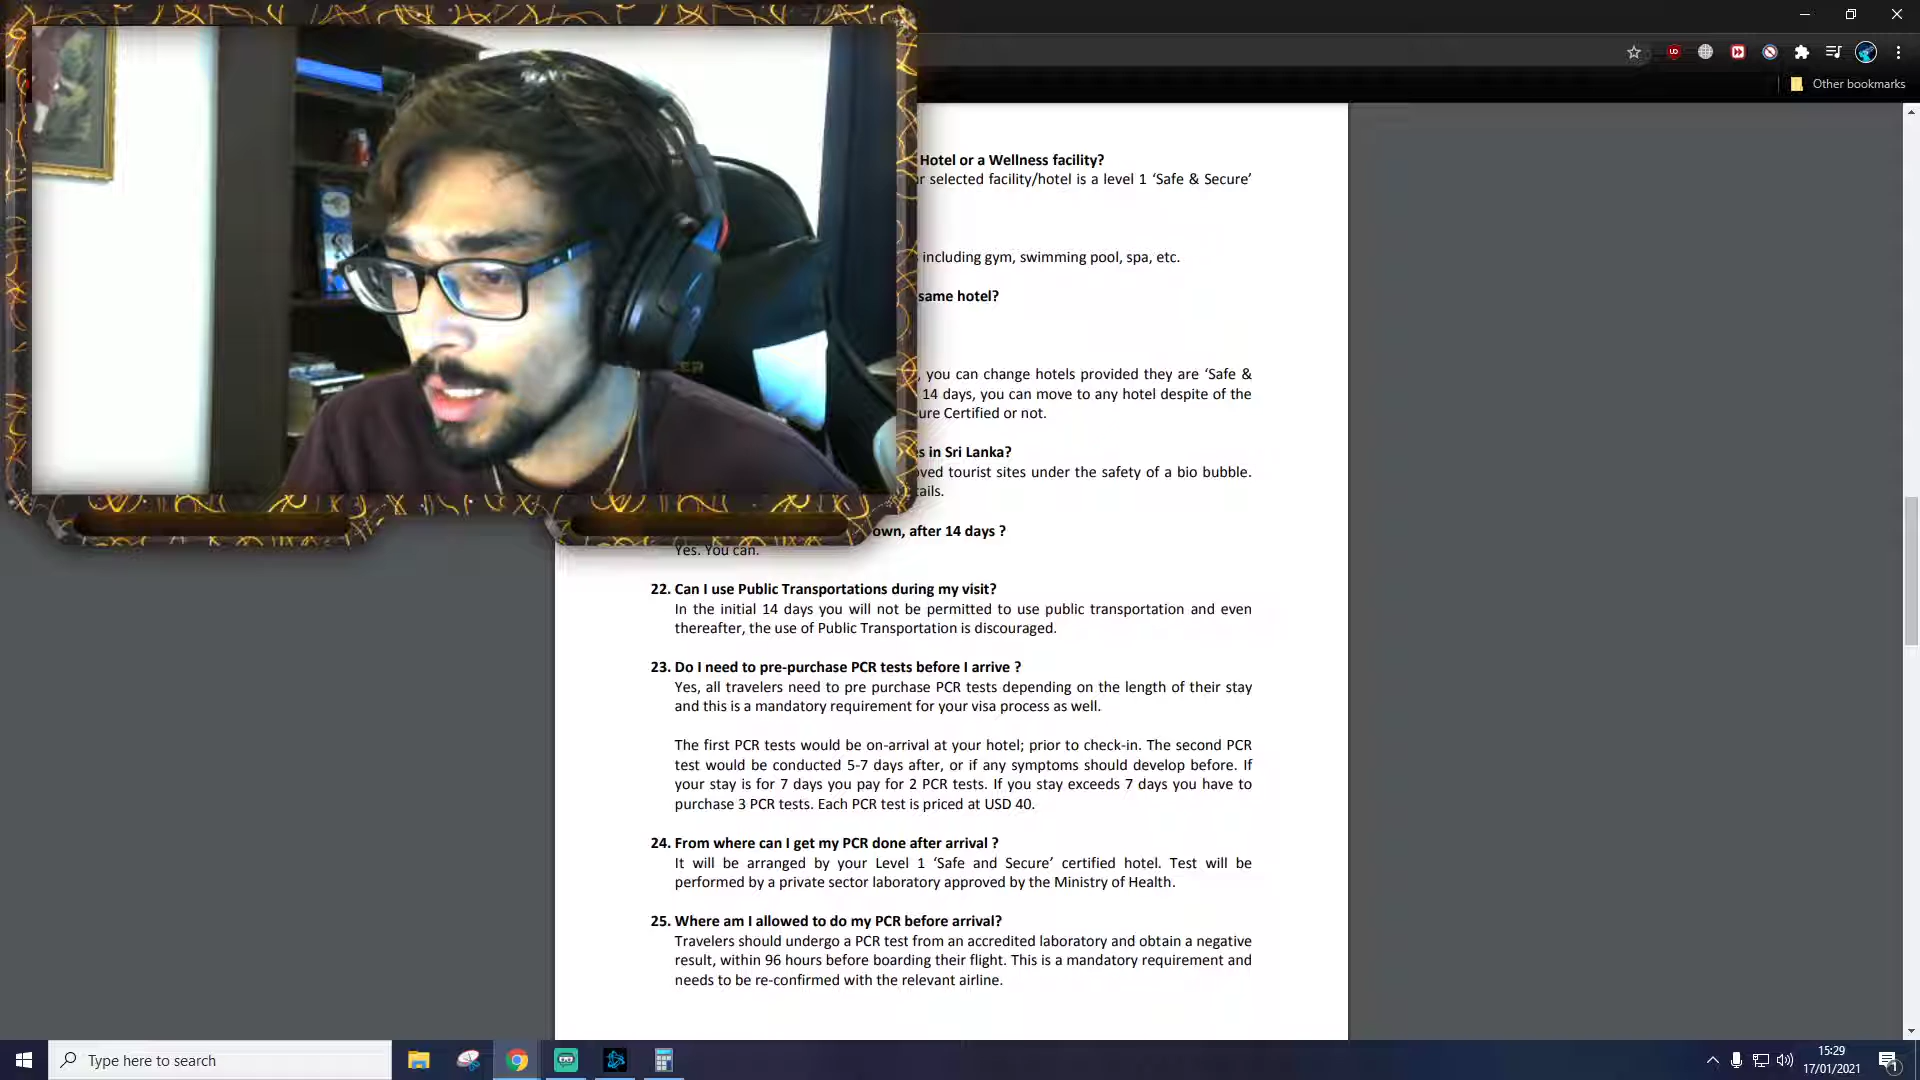 Other bookmarks
Hotel or a Wellness facility?
selected facility/hotel is a level 1 ‘Safe & Secure’
including gym, swimming pool, spa, etc.
same hotel?
you can change hotels provided they are ‘Safe &
14 days, you can move to any hotel despite of the
Certified or not.
in Sri Lanka?
tourist sites under the safety of a bio bubble.
own, after 14 days ?
Yes. You can.
22. Can I use Public Transportations during my visit?
In the initial 14 days you will not be permitted to use public transportation and even
thereafter, the use of Public Transportation is discouraged.
23. Do I need to pre-purchase PCR tests before I arrive ?
Yes, all travelers need to pre purchase PCR tests depending on the length of their stay
and this is a mandatory requirement for your visa process as well.
The first PCR tests would be on-arrival at your hotel; prior to check-in. The second PCR
test would be conducted 5-7 days after, or if any symptoms should develop before. If
your stay is for 7 days you pay for 2 PCR tests. If you stay exceeds 7 days you have to
purchase 3 PCR tests. Each PCR test is priced at USD 40.
24. From where can I get my PCR done after arrival ?
It will be arranged by your Level 1 ‘Safe and Secure’ certified hotel. Test will be
performed by a private sector laboratory approved by the Ministry of Health.
25. Where am I allowed to do my PCR before arrival?
Travelers should undergo a PCR test from an accredited laboratory and obtain a negative
result, within 96 hours before boarding their flight. This is a mandatory requirement and
needs to be re-confirmed with the relevant airline.
Type here to search
15:29
17/01/2021
1